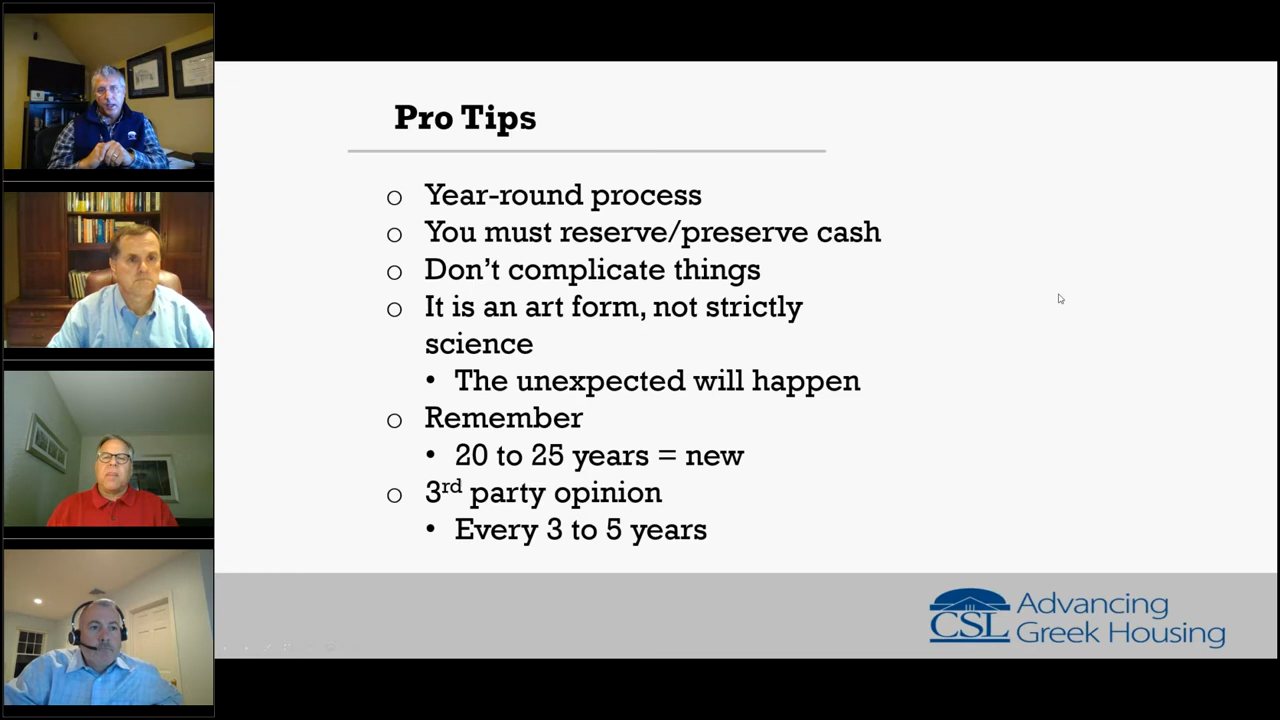 Pro Tips
o Year-round process
o You must reserve/preserve cash
o Don't complicate things
o It is an art form, not strictly
science
• The unexpected will happen
o Remember
• 20 to 25 years = new
o 3rd party opinion
• Every 3 to 5 years
CSL
Advancing
Greek Housing